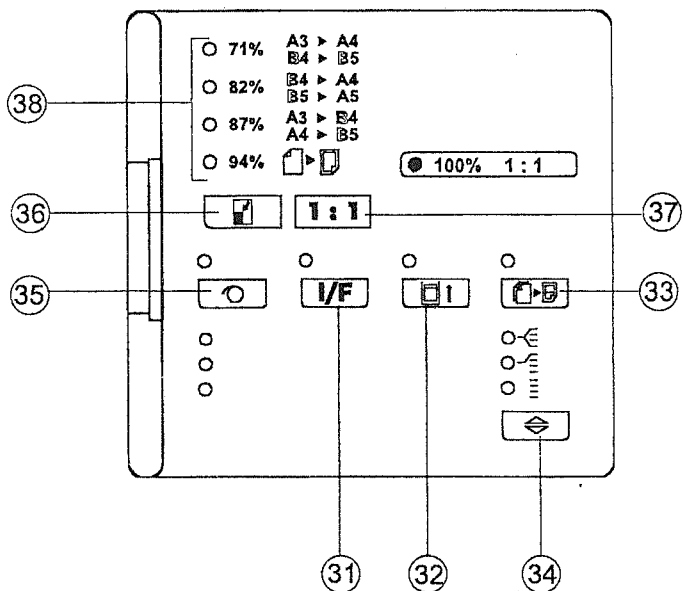 71% A3 ▶ A4
B4 ▶ B5
82% B4 ▶ A4
B5 ▶ A5
38
87% A3 ▶ B4
A4 ▶ B5
94%
100% 1 : 1
36
1 : 1
37
35
I/F
33
31
32
34